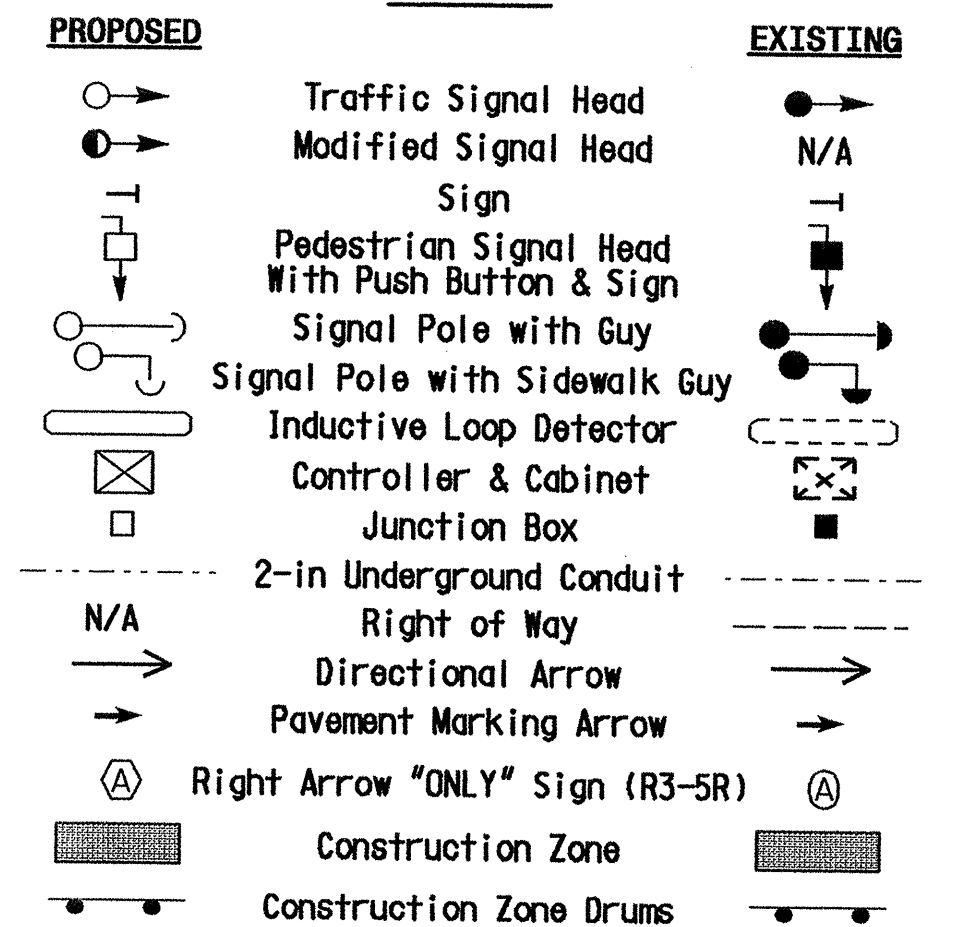 PROPOSED EXISTING
Traffic Signal Head
Modified Signal Head N/A
Sign
Pedestrian Signal Head
With Push Button & Sign
Signal Pole with Guy
Signal Pole with Sidewalk Guy
Inductive Loop Detector
Controller & Cabinet
Junction Box
2-in Underground Conduit
N/A Right of Way
Directional Arrow
Pavement Marking Arrow
A Right Arrow "ONLY" Sign (R3-5R) A
Construction Zone
Construction Zone Drums